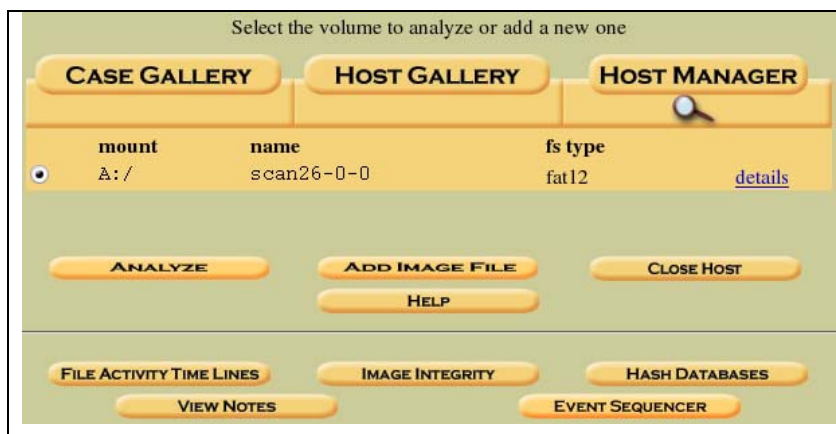 Select the volume to analyze or add a new one
CASE GALLERY HOST GALLERY HOST MANAGER
mount name fs type
A:/ scan26-0-0 fat12 details
ANALYZE ADD IMAGE FILE CLOSE HOST
HELP
FILE ACTIVITY TIME LINES IMAGE INTEGRITY HASH DATABASES
VIEW NOTES EVENT SEQUENCER